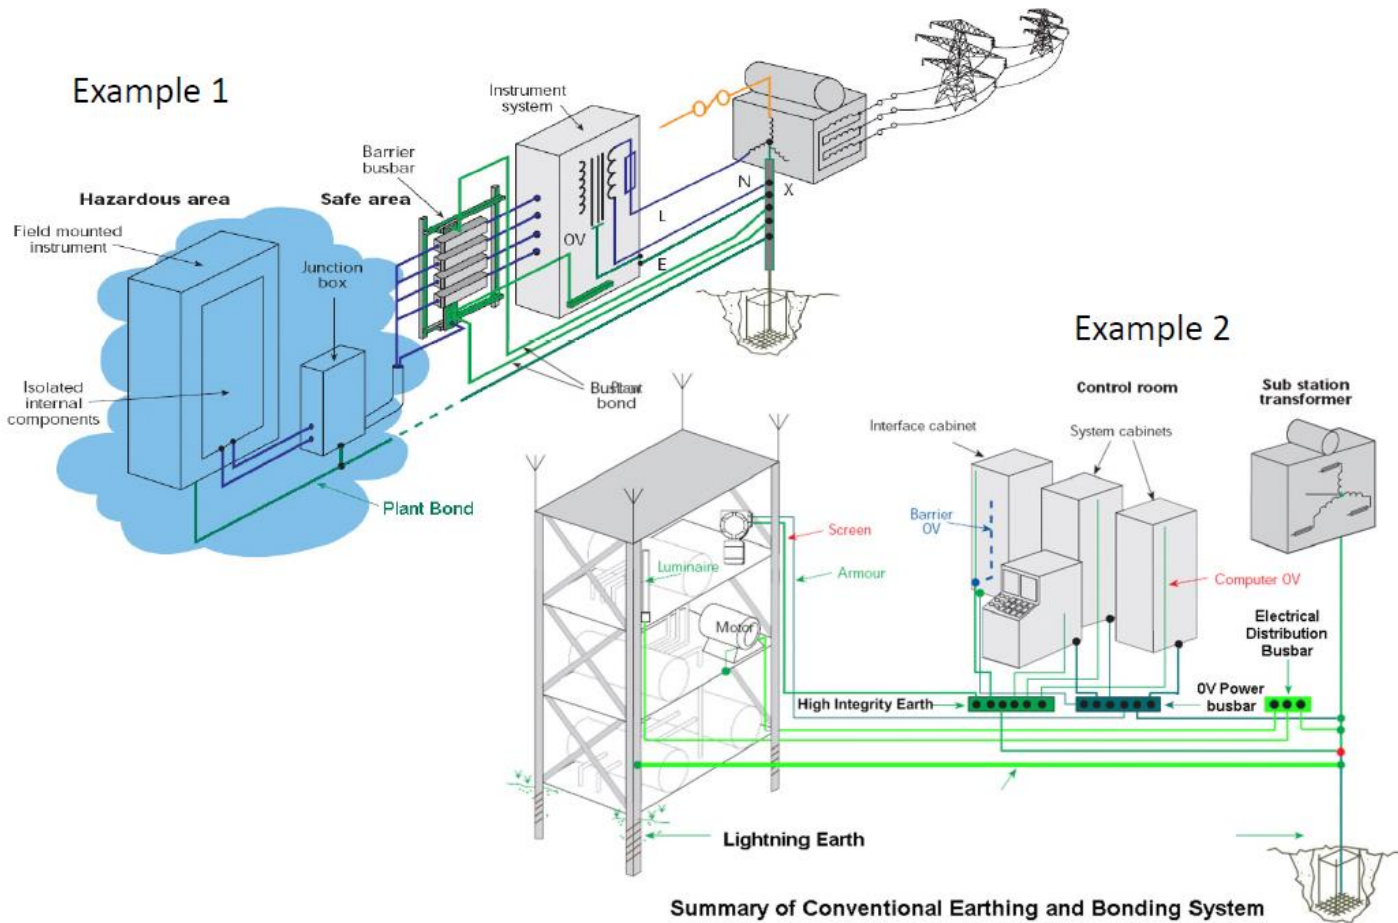 Example 1
Instrument
system
Barrier
busbar
Hazardous area
Safe area
Field mounted
instrument
Junction
box
Isolated
internal
components
Plant Bond
0V
L
N
X
E
bond
Example 2
Control room
Sub station
transformer
Interface cabinet
System cabinets
Barrier
0V
Screen
Armour
Luminaire
Motor
Computer 0V
Electrical
Distribution
Busbar
High Integrity Earth
0V Power
busbar
Lightning Earth
Summary of Conventional Earthing and Bonding System